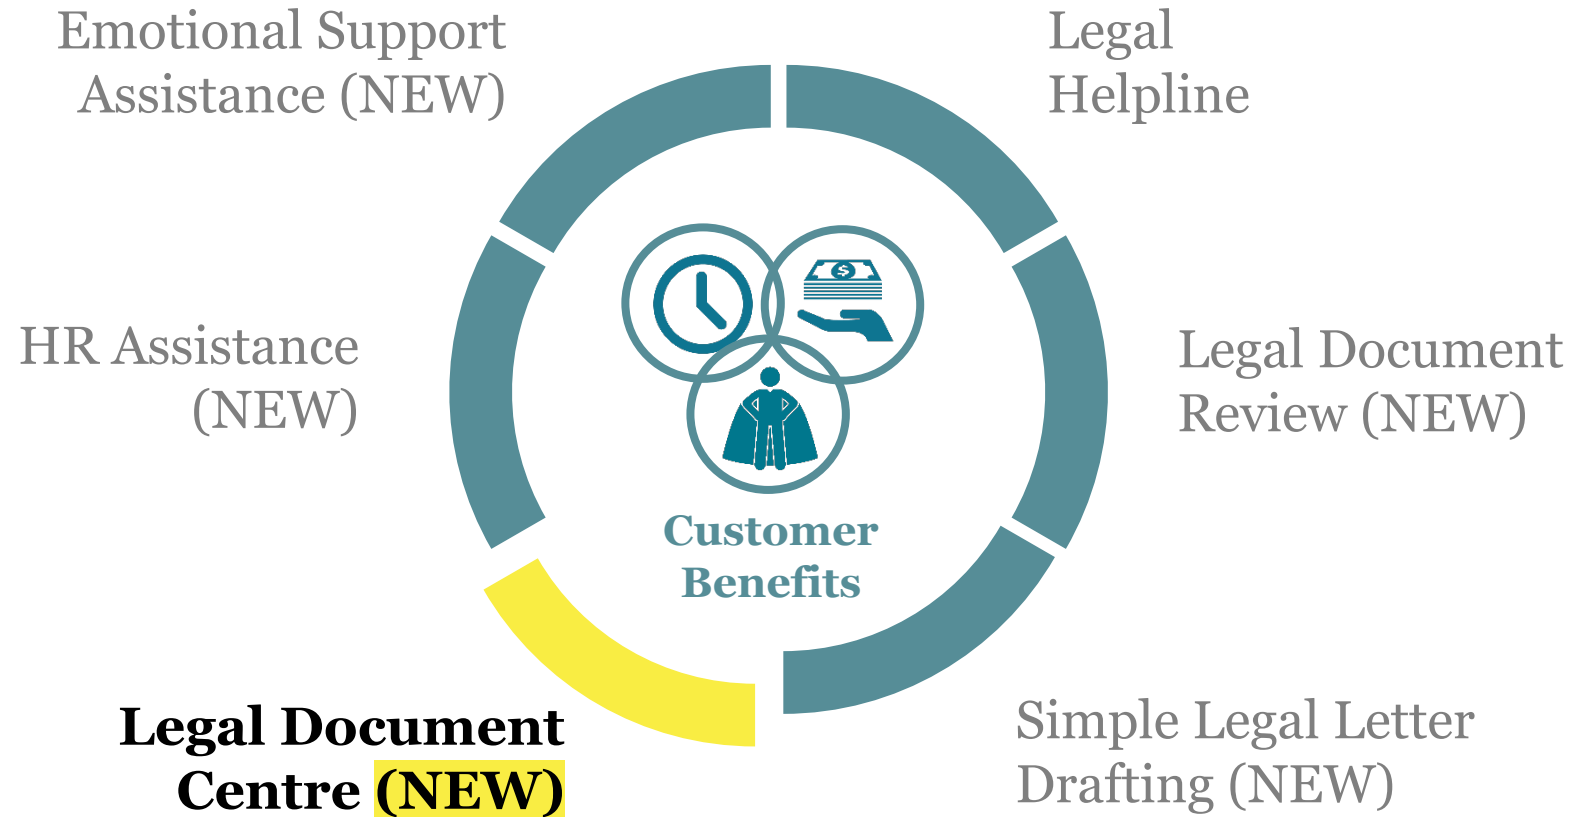 Emotional Support
Assistance (NEW)
Legal
Helpline
HR Assistance
(NEW)
Legal Document
Review (NEW)
$
Customer
Benefits
Legal Document
Centre (NEW)
Simple Legal Letter
Drafting (NEW)